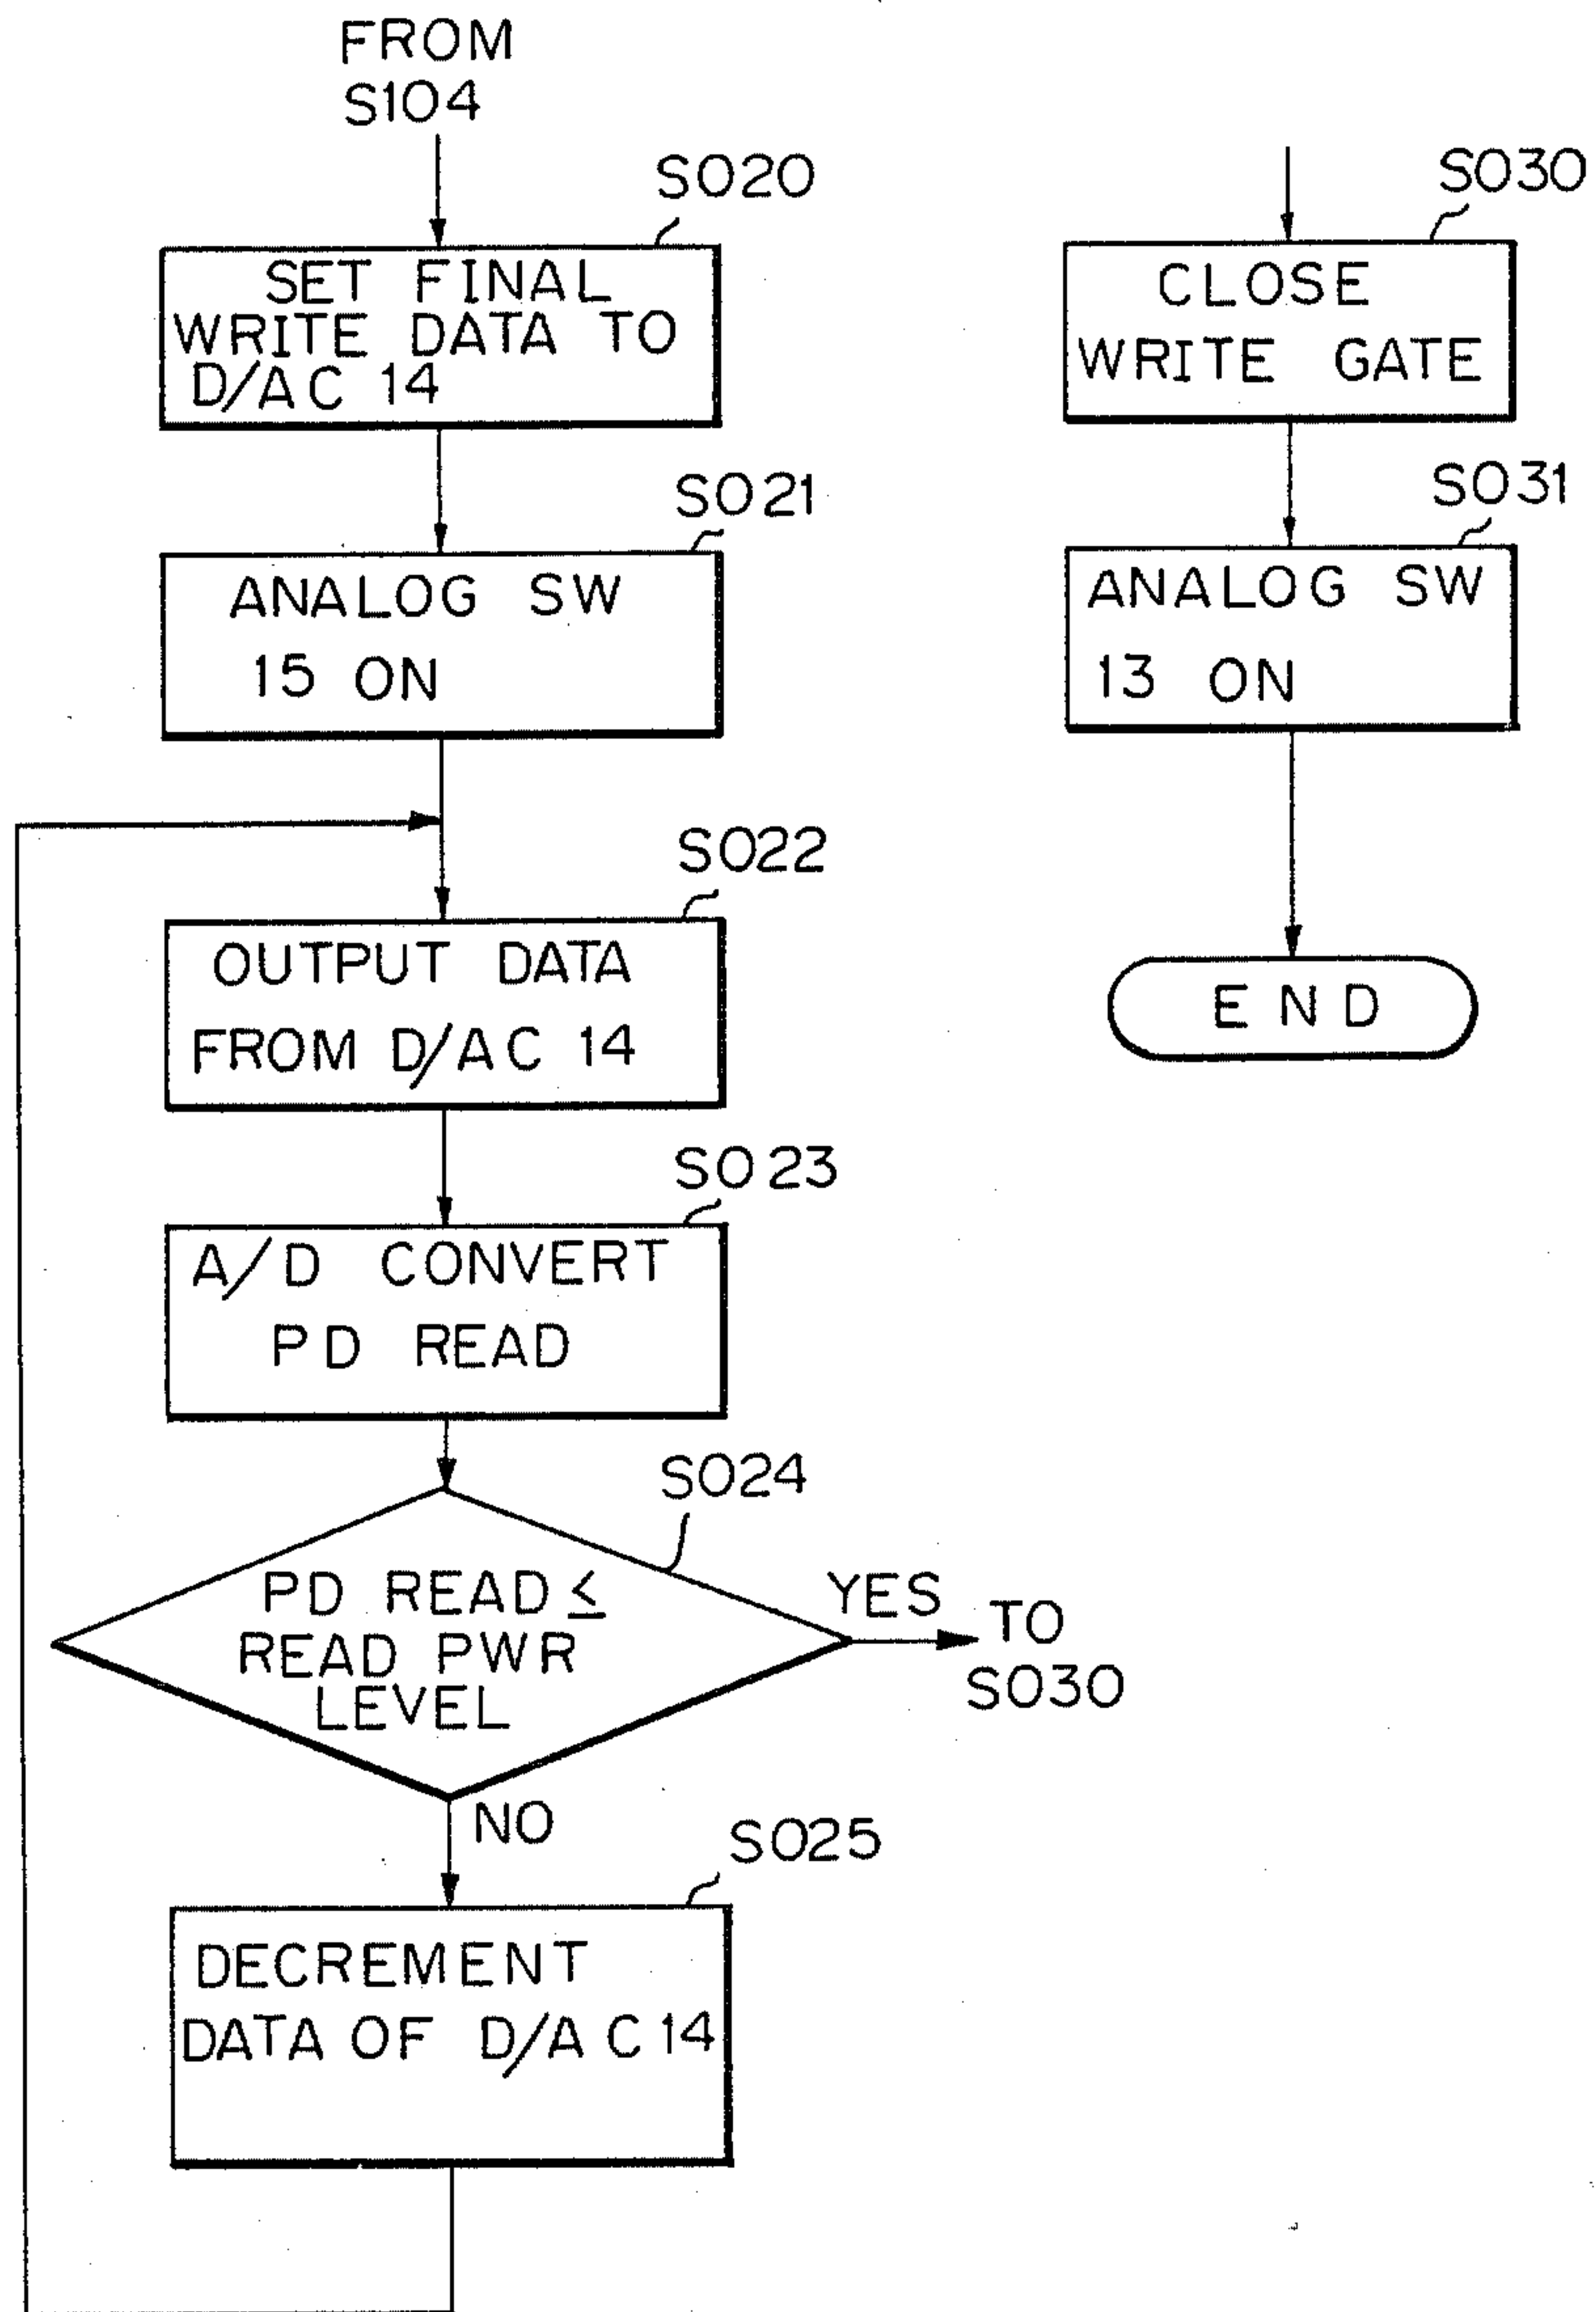 FROM
S104
S020
SET FINAL
WRITE DATA TO
D/AC 14
S021
ANALOG SW
15 ON
S022
OUTPUT DATA
FROM D/AC 14
S023
A/D CONVERT
PD READ
S024
PD READ ≤
READ PWR
LEVEL
YES
TO
S030
NO
S025
DECREMENT
DATA OF D/AC 14
S030
CLOSE
WRITE GATE
S031
ANALOG SW
13 ON
END